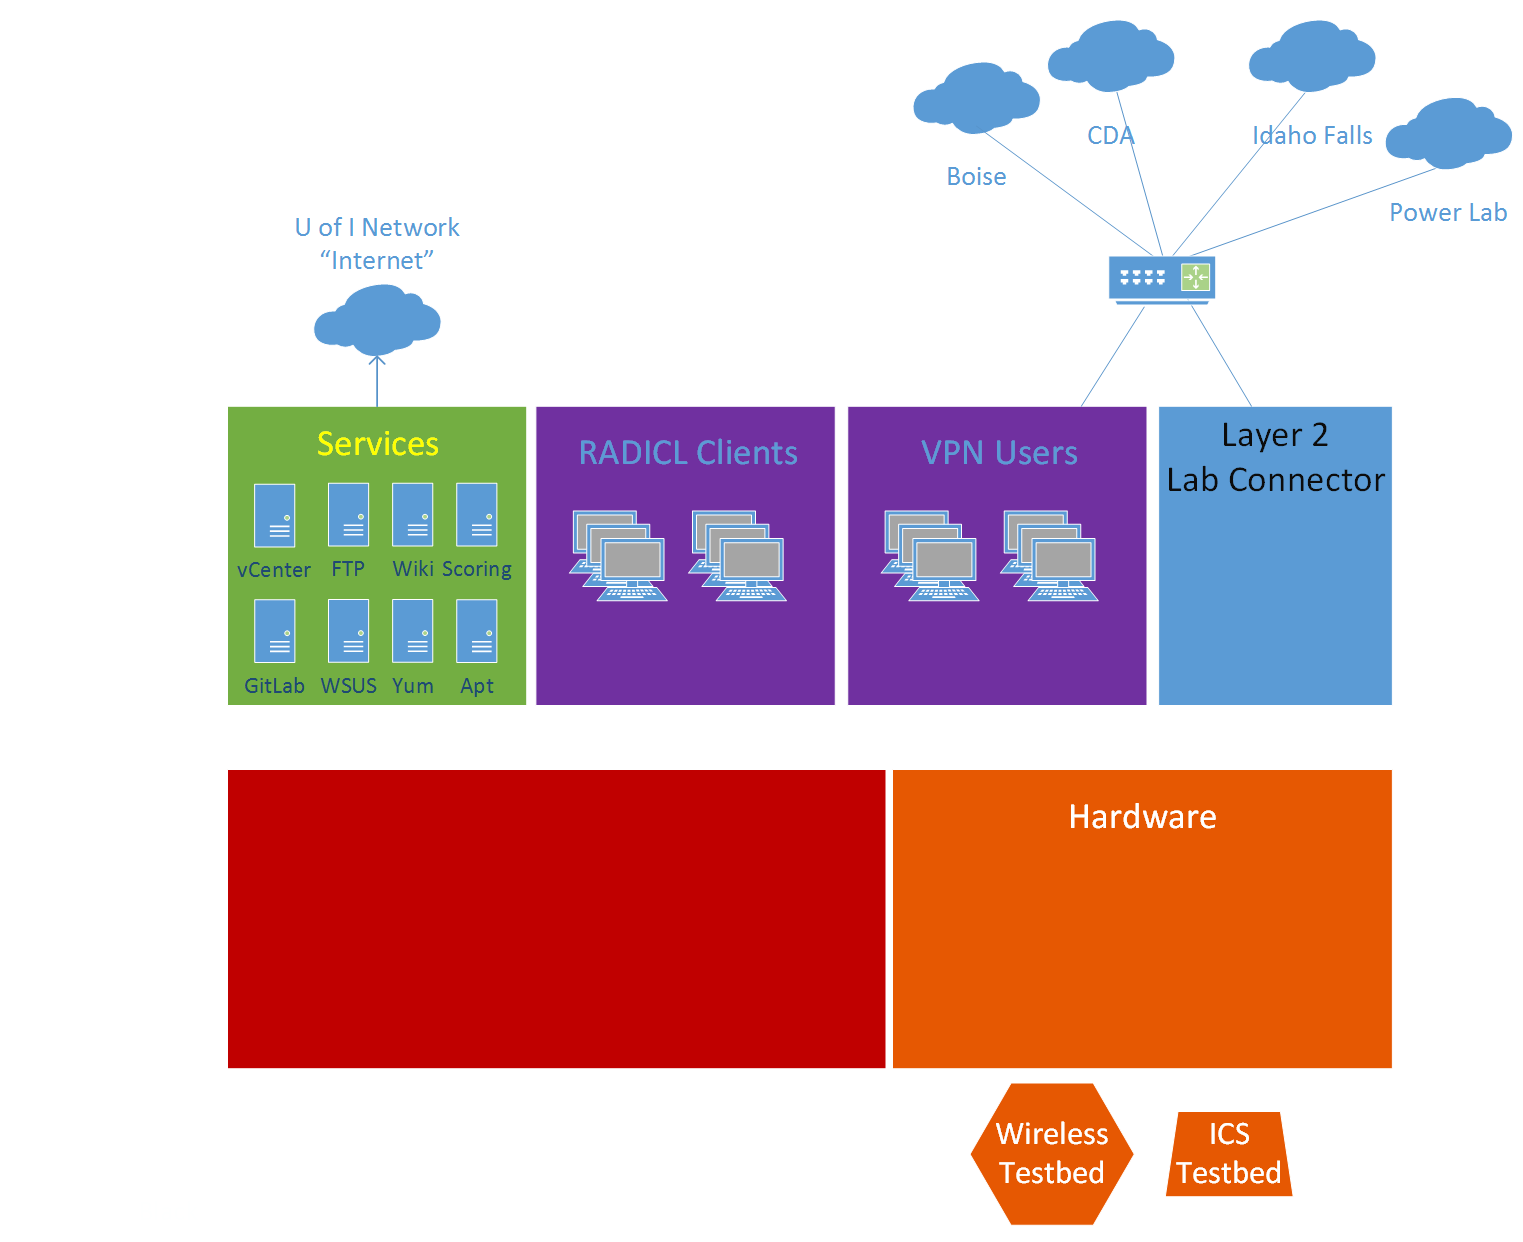 CDA
Idaho Falls
Boise
Power Lab
U of I Network
“Internet”
Services
RADICL Clients
VPN Users
Layer 2
Lab Connector
vCenter
FTP
Wiki
Scoring
GitLab
WSUS
Yum
Apt
Hardware
Wireless
Testbed
ICS
Testbed